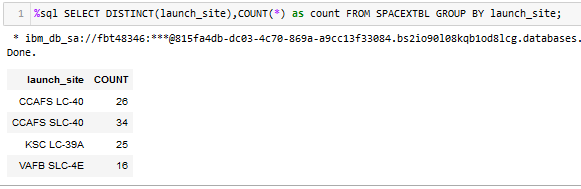 1 %sql SELECT DISTINCT(launch_site),COUNT(*) as count FROM SPACEXTBL GROUP BY launch_site;
* ibm_db_sa://fbt48346:***@815fa4db-dc03-4c70-869a-a9cc13f33084.bs2io90l08kqb1od8lcg.databases.
Done.
launch_site COUNT
CCAFS LC-40 26
CCAFS SLC-40 34
KSC LC-39A 25
VAFB SLC-4E 16